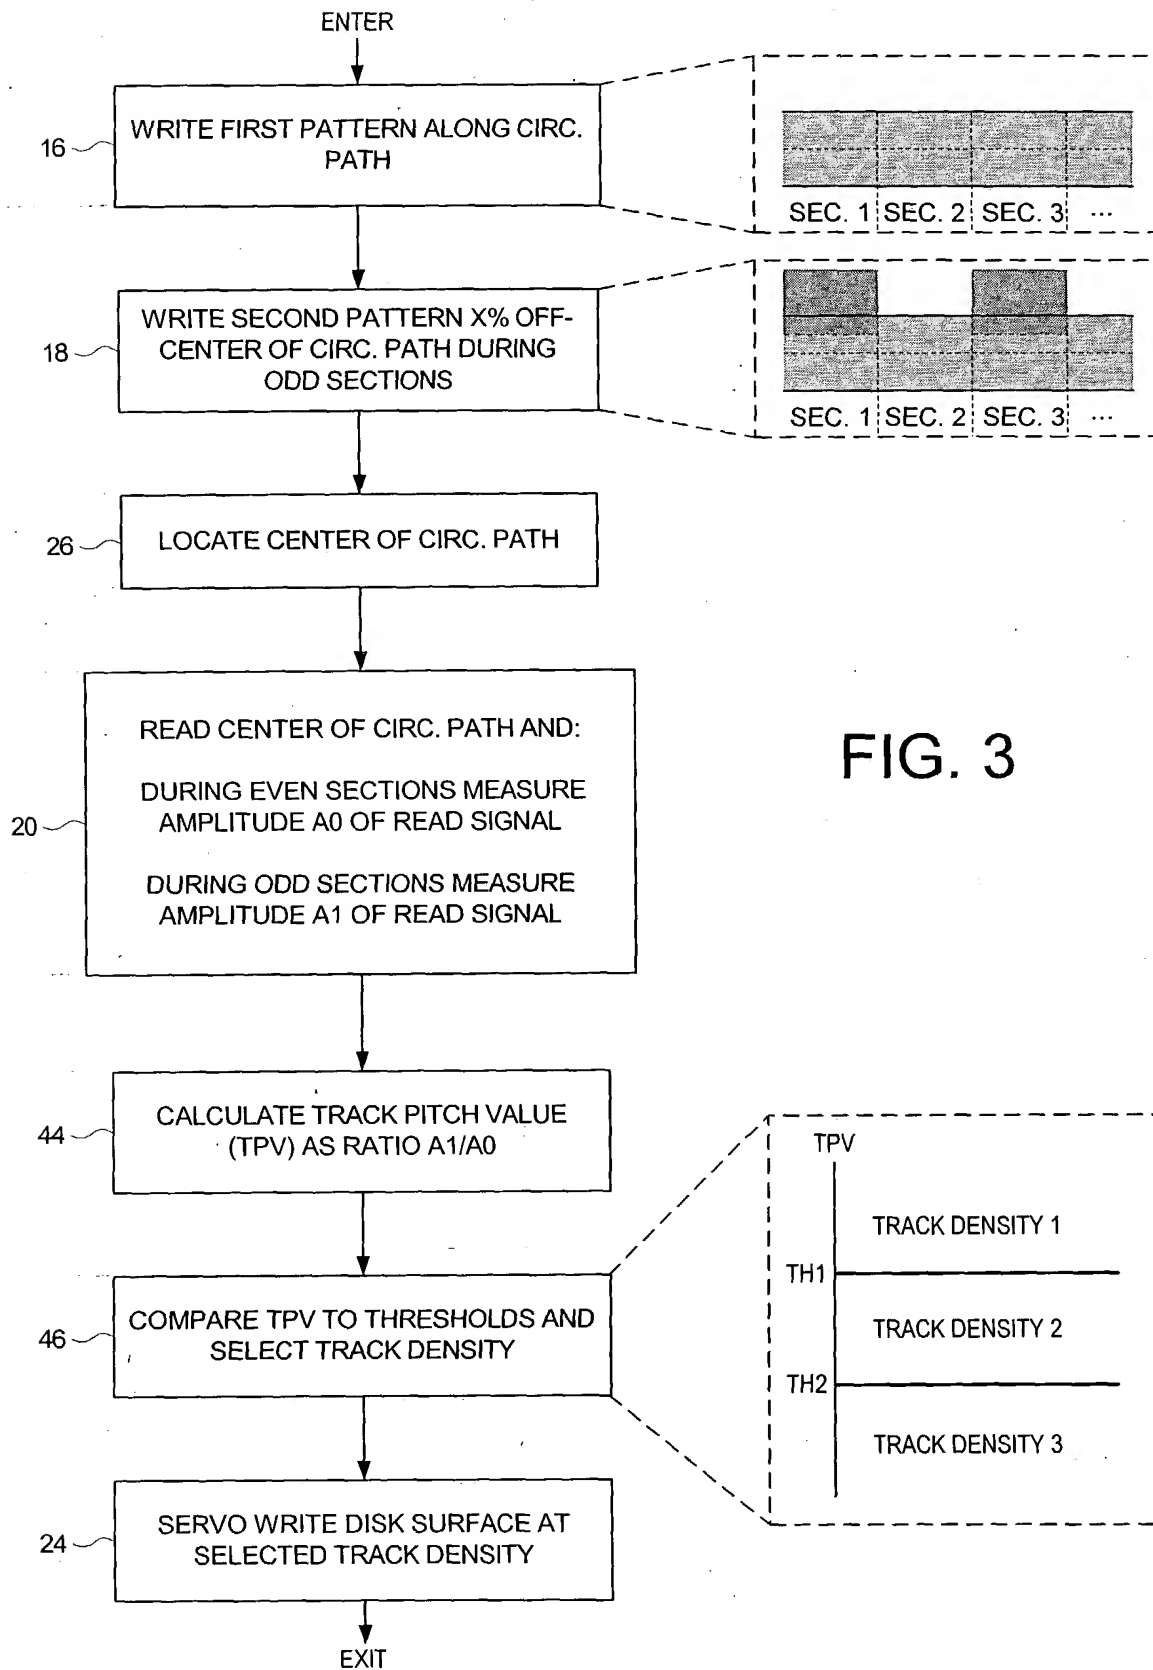 ENTER
16
WRITE FIRST PATTERN ALONG CIRC.
PATH
SEC. 1 SEC. 2 SEC. 3 ...
18
WRITE SECOND PATTERN X% OFF-
CENTER OF CIRC. PATH DURING
ODD SECTIONS
SEC. 1 SEC. 2 SEC. 3 ...
26
LOCATE CENTER OF CIRC. PATH
20
READ CENTER OF CIRC. PATH AND:
DURING EVEN SECTIONS MEASURE
AMPLITUDE A0 OF READ SIGNAL
DURING ODD SECTIONS MEASURE
AMPLITUDE A1 OF READ SIGNAL
FIG. 3
44
CALCULATE TRACK PITCH VALUE
(TPV) AS RATIO A1/A0
46
COMPARE TPV TO THRESHOLDS AND
SELECT TRACK DENSITY
TPV
TRACK DENSITY 1
TH1
TRACK DENSITY 2
TH2
TRACK DENSITY 3
24
SERVO WRITE DISK SURFACE AT
SELECTED TRACK DENSITY
EXIT